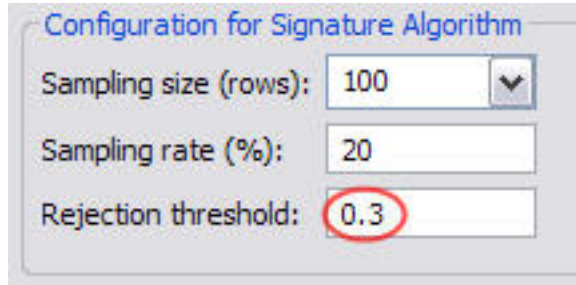 Configuration for Signature Algorithm
Sampling size (rows): 100
Sampling rate (%): 20
Rejection threshold: 0.3